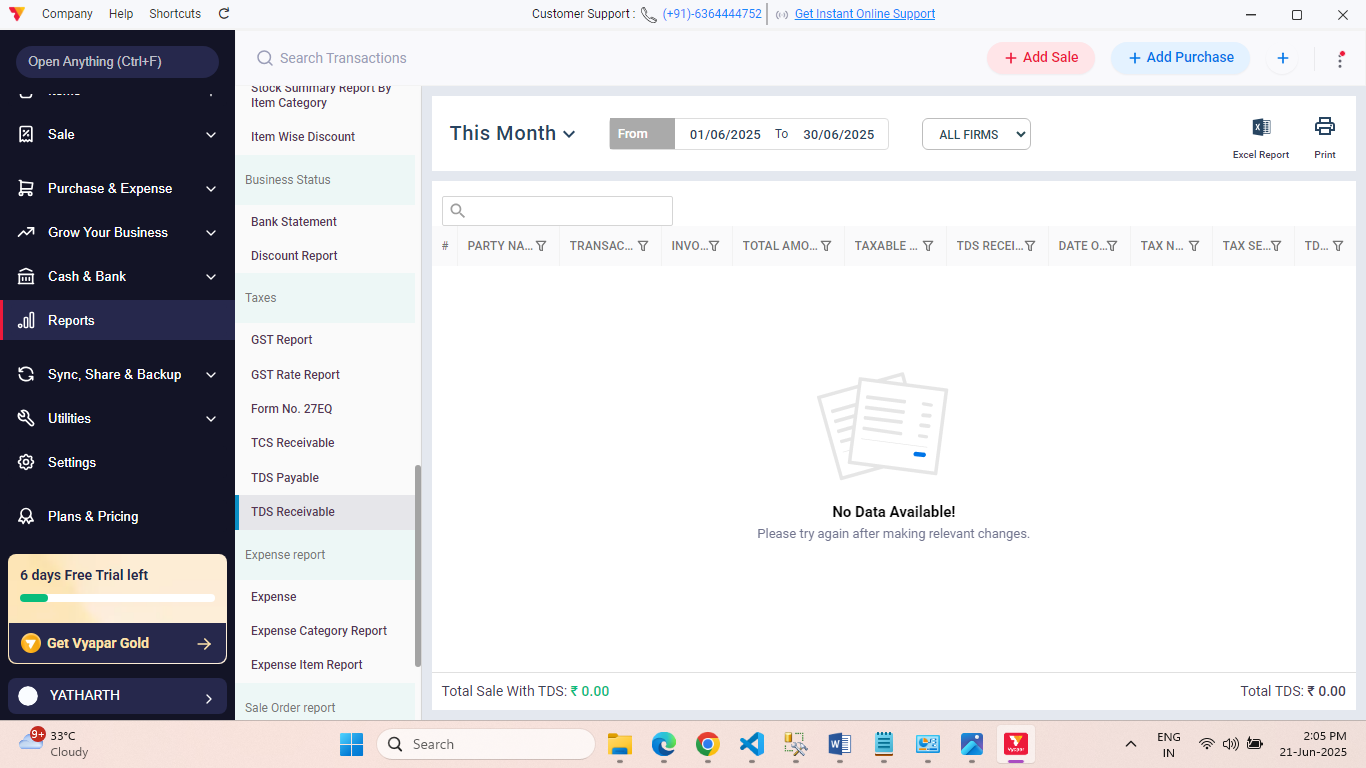 Company Help Shortcuts
Customer Support : (+91)-6364444752 Get Instant Online Support
Open Anything (Ctrl+F)
Search Transactions
+ Add Sale
+ Add Purchase
Sale
Purchase & Expense
Grow Your Business
Cash & Bank
Reports
Sync, Share & Backup
Utilities
Settings
Plans & Pricing
6 days Free Trial left
Get Vyapar Gold
YATHARTH
Stock Summary Report By
Item Category
Item Wise Discount
Business Status
Bank Statement
Discount Report
Taxes
GST Report
GST Rate Report
Form No. 27EQ
TCS Receivable
TDS Payable
TDS Receivable
Expense report
Expense
Expense Category Report
Expense Item Report
Sale Order report
This Month
From 01/06/2025 To 30/06/2025
ALL FIRMS
Excel Report
Print
# PARTY NA... TRANSAC... INVO... TOTAL AMO... TAXABLE ... TDS RECEI... DATE O... TAX N... TAX SE... TD...
No Data Available!
Please try again after making relevant changes.
Total Sale With TDS: ₹ 0.00
Total TDS: ₹ 0.00
9+
33°C
Cloudy
Search
Vyapar
ENG
IN
2:05 PM
21-Jun-2025